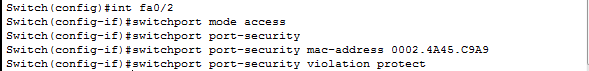 Switch(config)#int fa0/2
Switch(config-if)#switchport mode access
Switch(config-if)#switchport port-security
Switch(config-if)#switchport port-security mac-address 0002.4A45.C9A9
Switch(config-if)#switchport port-security violation protect